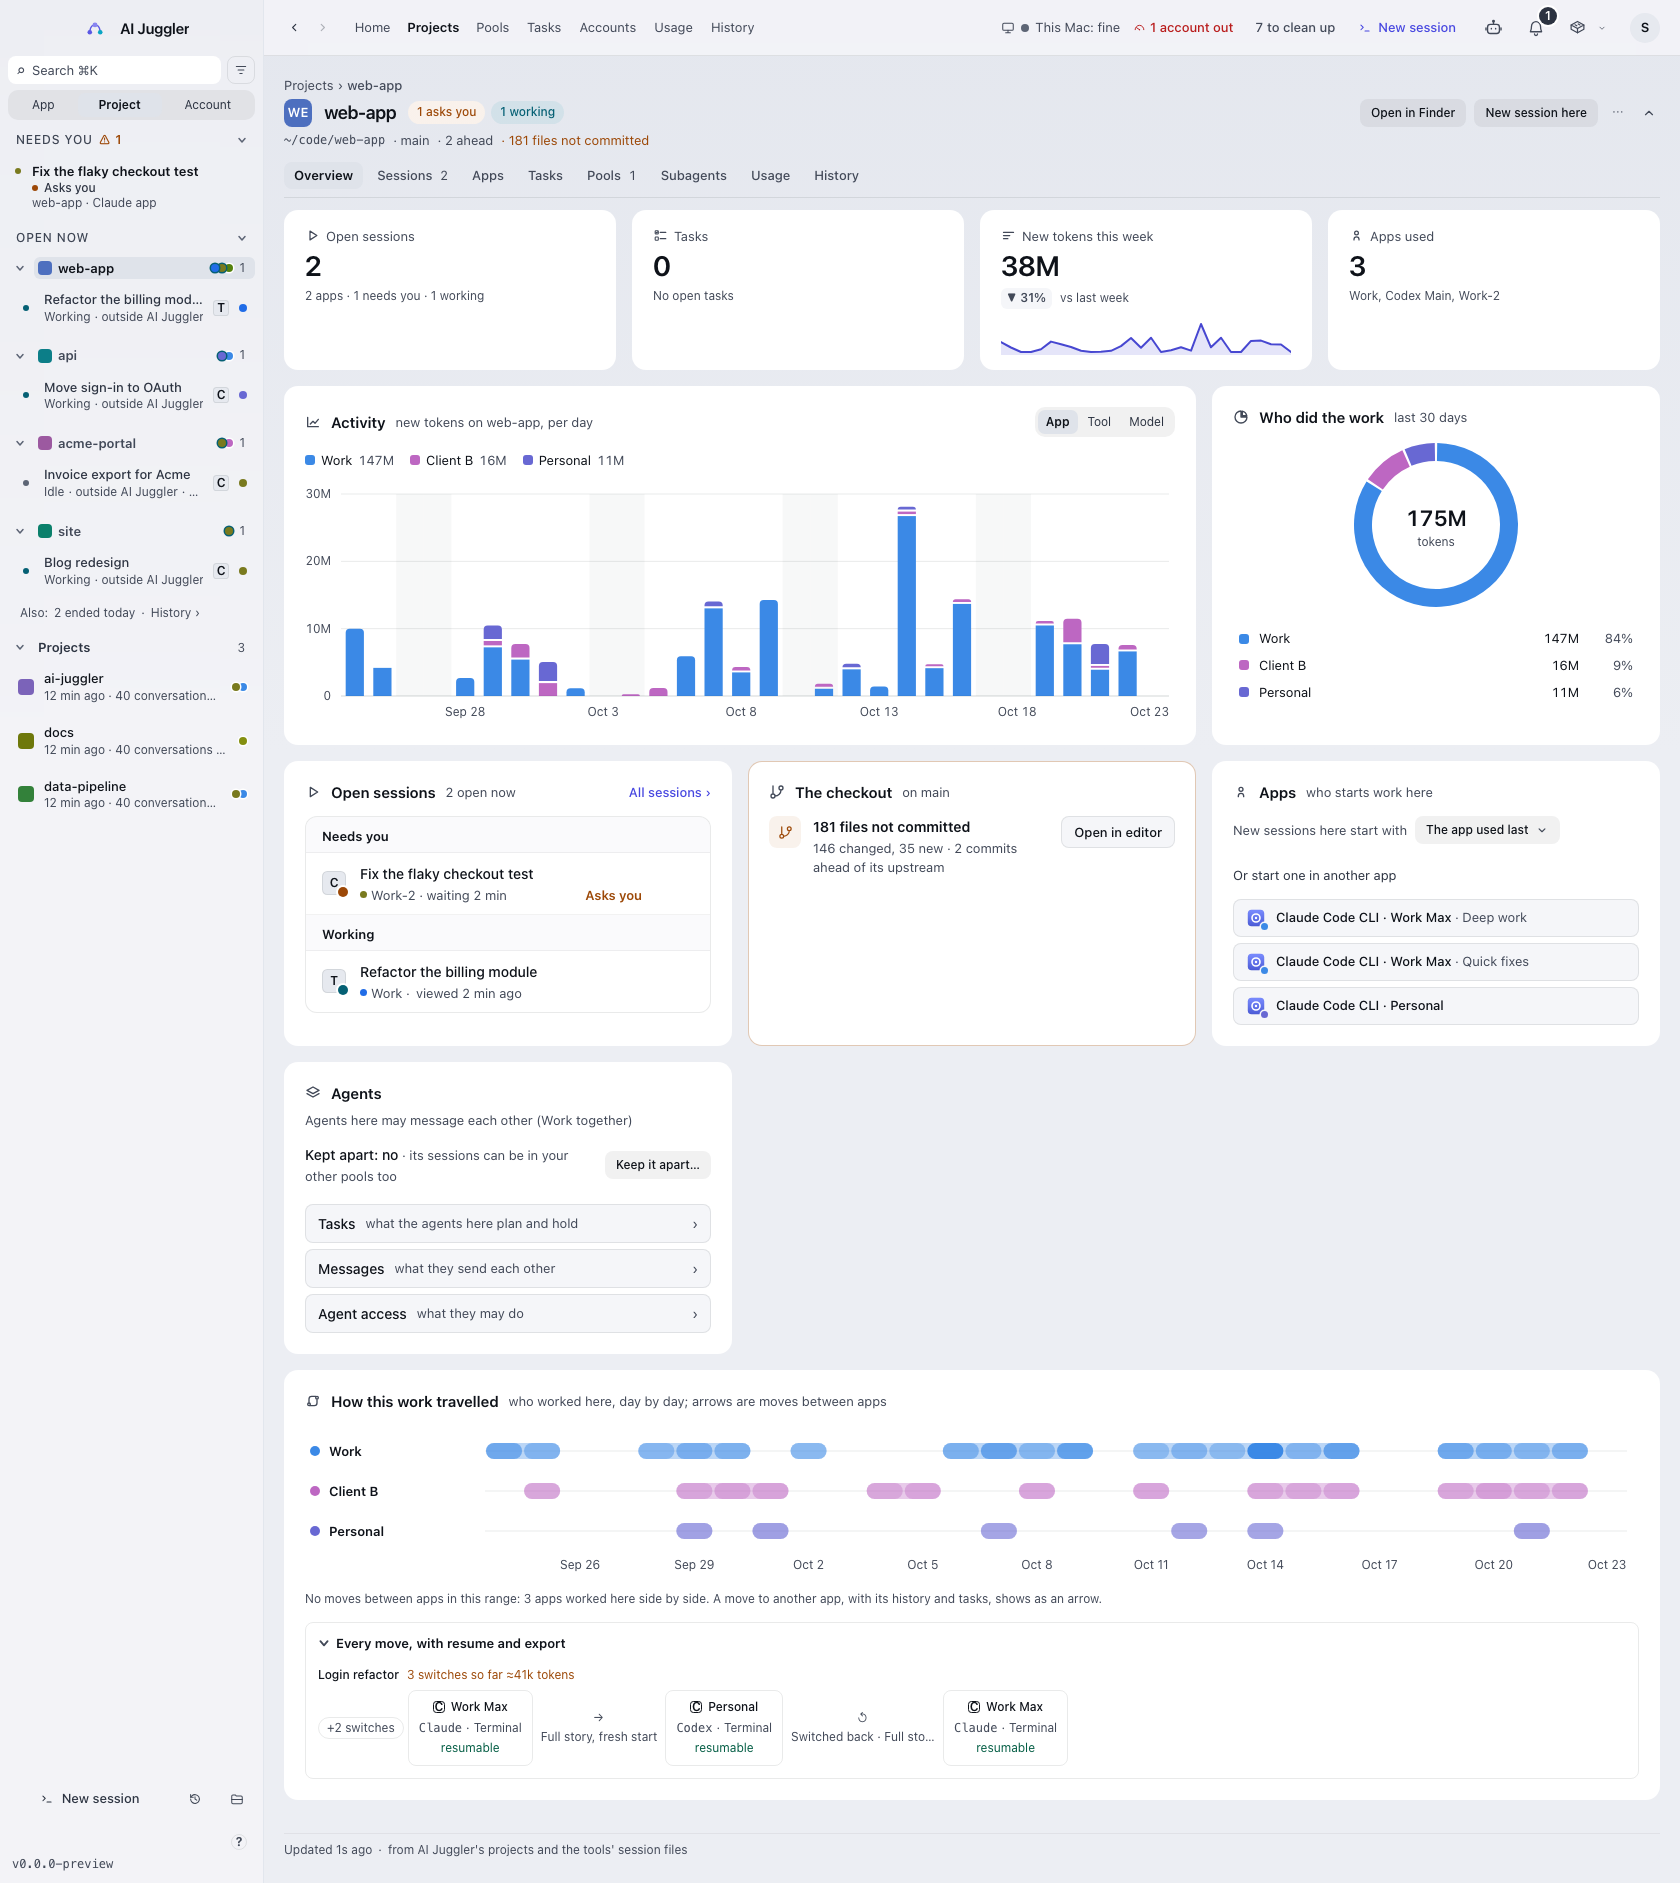 AI Juggler
Search ⌘K
App Project Account
NEEDS YOU 1
Fix the flaky checkout test
Asks you
web-app · Claude app
OPEN NOW
web-app 1
Refactor the billing mod... T
Working · outside AI Juggler
api 1
Move sign-in to OAuth C
Working · outside AI Juggler
acme-portal 1
Invoice export for Acme C
Idle · outside AI Juggler · ...
site 1
Blog redesign C
Working · outside AI Juggler
Also: 2 ended today · History ›
Projects 3
ai-juggler
12 min ago · 40 conversation...
docs
12 min ago · 40 conversations ...
data-pipeline
12 min ago · 40 conversation...
New session
?
v0.0.0-preview
‹ › Home Projects Pools Tasks Accounts Usage History
This Mac: fine 1 account out 7 to clean up New session 1 S
Projects › web-app
WE web-app 1 asks you 1 working
Open in Finder New session here ...
~/code/web-app · main · 2 ahead · 181 files not committed
Overview Sessions 2 Apps Tasks Pools 1 Subagents Usage History
Open sessions
2
2 apps · 1 needs you · 1 working
Tasks
0
No open tasks
New tokens this week
38M
▼ 31% vs last week
Apps used
3
Work, Codex Main, Work-2
Activity new tokens on web-app, per day
App Tool Model
Work 147M Client B 16M Personal 11M
30M
20M
10M
0
Sep 28 Oct 3 Oct 8 Oct 13 Oct 18 Oct 23
Who did the work last 30 days
175M
tokens
Work 147M 84%
Client B 16M 9%
Personal 11M 6%
Open sessions 2 open now All sessions ›
Needs you
C Fix the flaky checkout test
Work-2 · waiting 2 min Asks you
Working
T Refactor the billing module
Work · viewed 2 min ago
The checkout on main
181 files not committed
146 changed, 35 new · 2 commits
ahead of its upstream
Open in editor
Apps who starts work here
New sessions here start with The app used last
Or start one in another app
Claude Code CLI · Work Max · Deep work
Claude Code CLI · Work Max · Quick fixes
Claude Code CLI · Personal
Agents
Agents here may message each other (Work together)
Kept apart: no · its sessions can be in your
other pools too
Keep it apart...
Tasks what the agents here plan and hold ›
Messages what they send each other ›
Agent access what they may do ›
How this work travelled who worked here, day by day; arrows are moves between apps
Work
Client B
Personal
Sep 26 Sep 29 Oct 2 Oct 5 Oct 8 Oct 11 Oct 14 Oct 17 Oct 20 Oct 23
No moves between apps in this range: 3 apps worked here side by side. A move to another app, with its history and tasks, shows as an arrow.
Every move, with resume and export
Login refactor 3 switches so far ≈41k tokens
+2 switches
C Work Max
Claude · Terminal
resumable
→
Full story, fresh start
C Personal
Codex · Terminal
resumable
Switched back · Full sto...
C Work Max
Claude · Terminal
resumable
Updated 1s ago · from AI Juggler's projects and the tools' session files